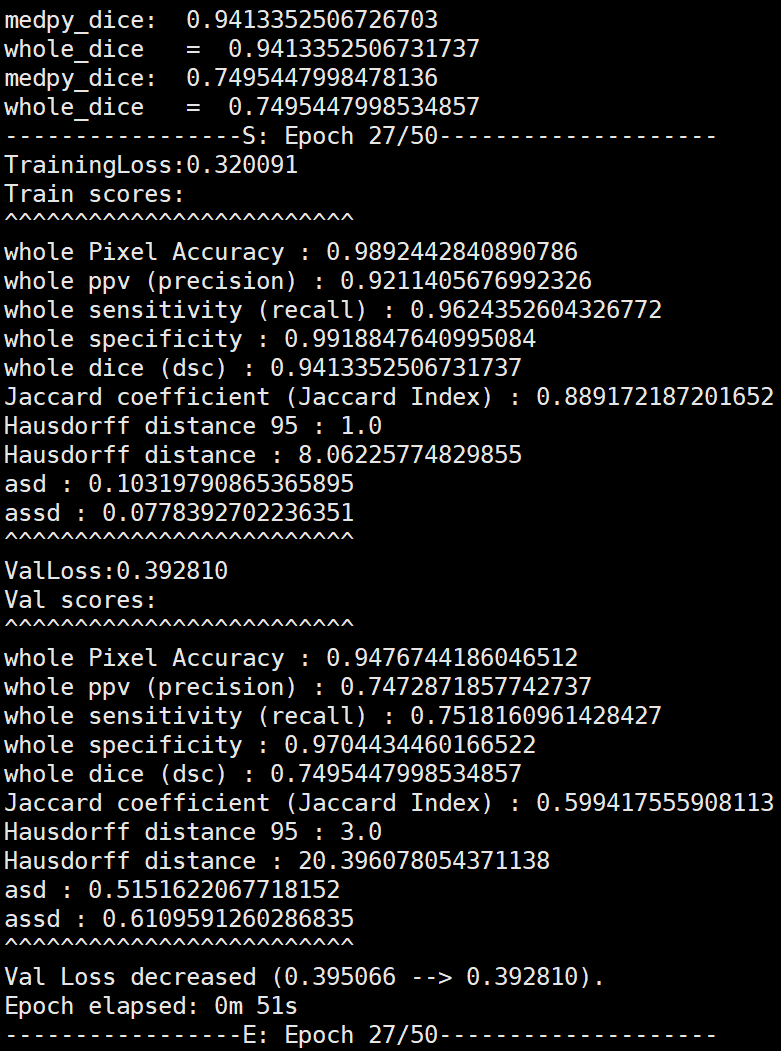 medpy_dice:  0.9413352506726703
whole_dice   =  0.9413352506731737
medpy_dice:  0.7495447998478136
whole_dice   =  0.7495447998534857
-----------------S: Epoch 27/50--------------------
TrainingLoss:0.320091
Train scores:
^^^^^^^^^^^^^^^^^^^^^^^^^
whole Pixel Accuracy : 0.9892442840890786
whole ppv (precision) : 0.9211405676992326
whole sensitivity (recall) : 0.9624352604326772
whole specificity : 0.9918847640995084
whole dice (dsc) : 0.9413352506731737
Jaccard coefficient (Jaccard Index) : 0.889172187201652
Hausdorff distance 95 : 1.0
Hausdorff distance : 8.06225774829855
asd : 0.10319790865365895
assd : 0.0778392702236351
^^^^^^^^^^^^^^^^^^^^^^^^^
ValLoss:0.392810
Val scores:
^^^^^^^^^^^^^^^^^^^^^^^^^
whole Pixel Accuracy : 0.9476744186046512
whole ppv (precision) : 0.7472871857742737
whole sensitivity (recall) : 0.7518160961428427
whole specificity : 0.9704434460166522
whole dice (dsc) : 0.7495447998534857
Jaccard coefficient (Jaccard Index) : 0.599417555908113
Hausdorff distance 95 : 3.0
Hausdorff distance : 20.396078054371138
asd : 0.5151622067718152
assd : 0.6109591260286835
^^^^^^^^^^^^^^^^^^^^^^^^^
Val Loss decreased (0.395066 --> 0.392810).
Epoch elapsed: 0m 51s
-----------------E: Epoch 27/50--------------------